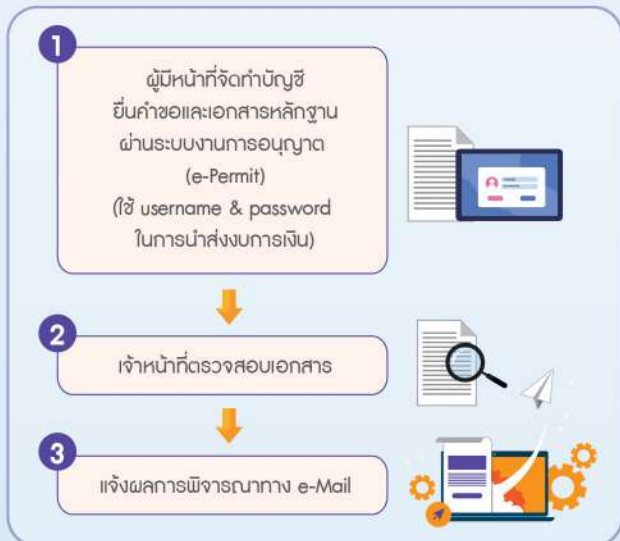 1
ผู้มีหน้าที่จัดทำบัญชี
ยื่นคำขอและเอกสารหลักฐาน
ผ่านระบบงานการอนุญาต
(e-Permit)
(ใช้ username & password
ในการนำส่งงบการเงิน)
2
เจ้าหน้าที่ตรวจสอบเอกสาร
3
แจ้งผลการพิจารณาทาง e-Mail